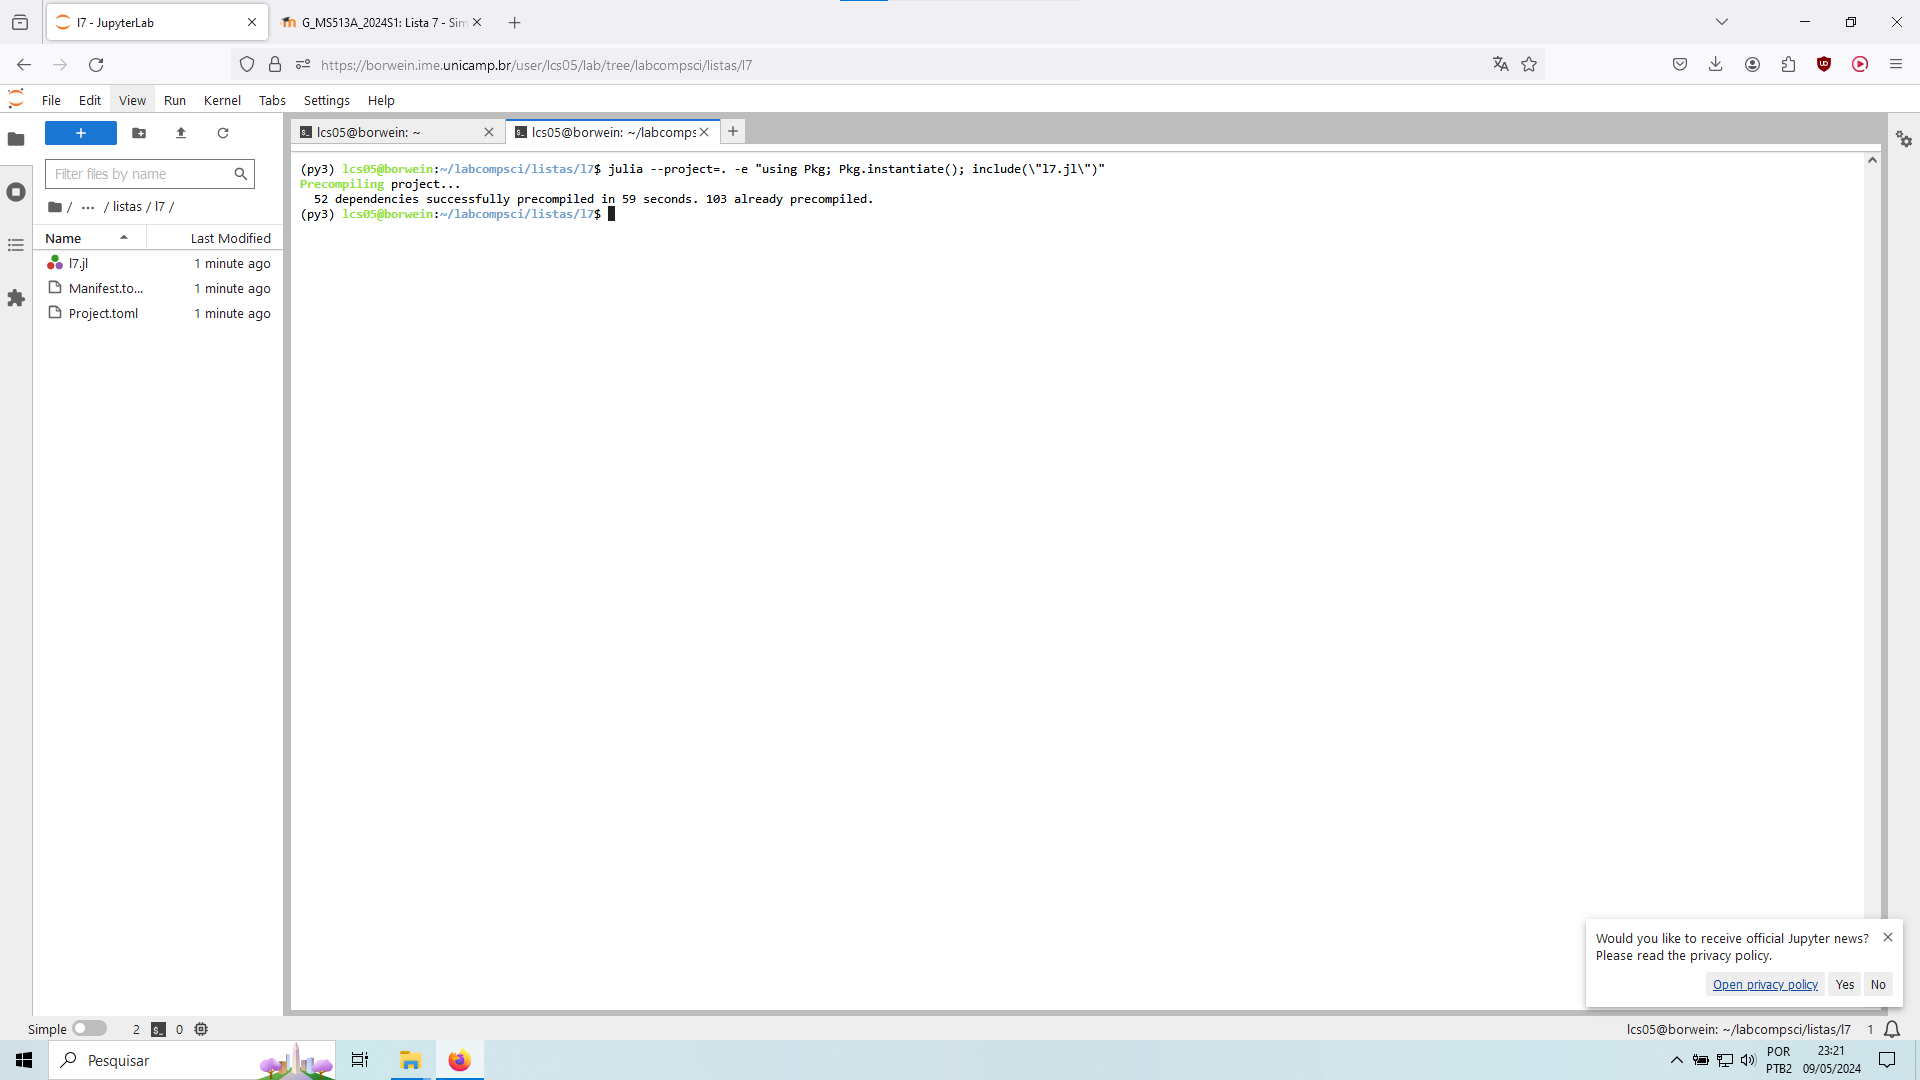 l7 - JupyterLab
G_MS513A_2024S1: Lista 7 - Sim
https://borwein.ime.unicamp.br/user/lcs05/lab/tree/labcompsci/listas/l7
File Edit View Run Kernel Tabs Settings Help
+
lcs05@borwein: ~
lcs05@borwein: ~/labcomps
Filter files by name
/ ... / listas / l7 /
Name Last Modified
l7.jl 1 minute ago
Manifest.to... 1 minute ago
Project.toml 1 minute ago
(py3) lcs05@borwein:~/labcompsci/listas/l7$ julia --project=. -e "using Pkg; Pkg.instantiate(); include(\"l7.jl\")"
Precompiling project...
52 dependencies successfully precompiled in 59 seconds. 103 already precompiled.
(py3) lcs05@borwein:~/labcompsci/listas/l7$
Would you like to receive official Jupyter news?
Please read the privacy policy.
Open privacy policy Yes No
Simple 2 $_ 0
lcs05@borwein: ~/labcompsci/listas/l7 1
Pesquisar
POR
PTB2
23:21
09/05/2024